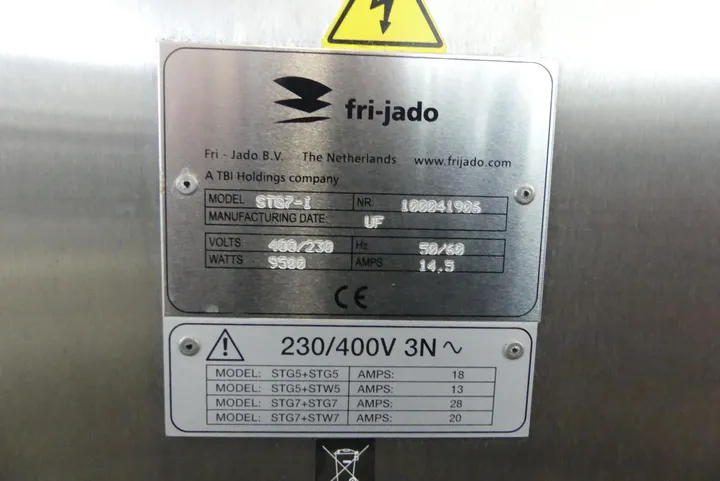 fri-jado
Fri - Jado B.V. The Netherlands www.frijado.com
A TBI Holdings company
MODEL STG7-I NR. 100041906
MANUFACTURING DATE: UF
VOLTS 400/230 Hz 50/60
WATTS 9500 AMPS 14,5
CE
230/400V 3N ~
MODEL: STG5+STG5 AMPS: 18
MODEL: STG5+STW5 AMPS: 13
MODEL: STG7+STG7 AMPS: 28
MODEL: STG7+STW7 AMPS: 20